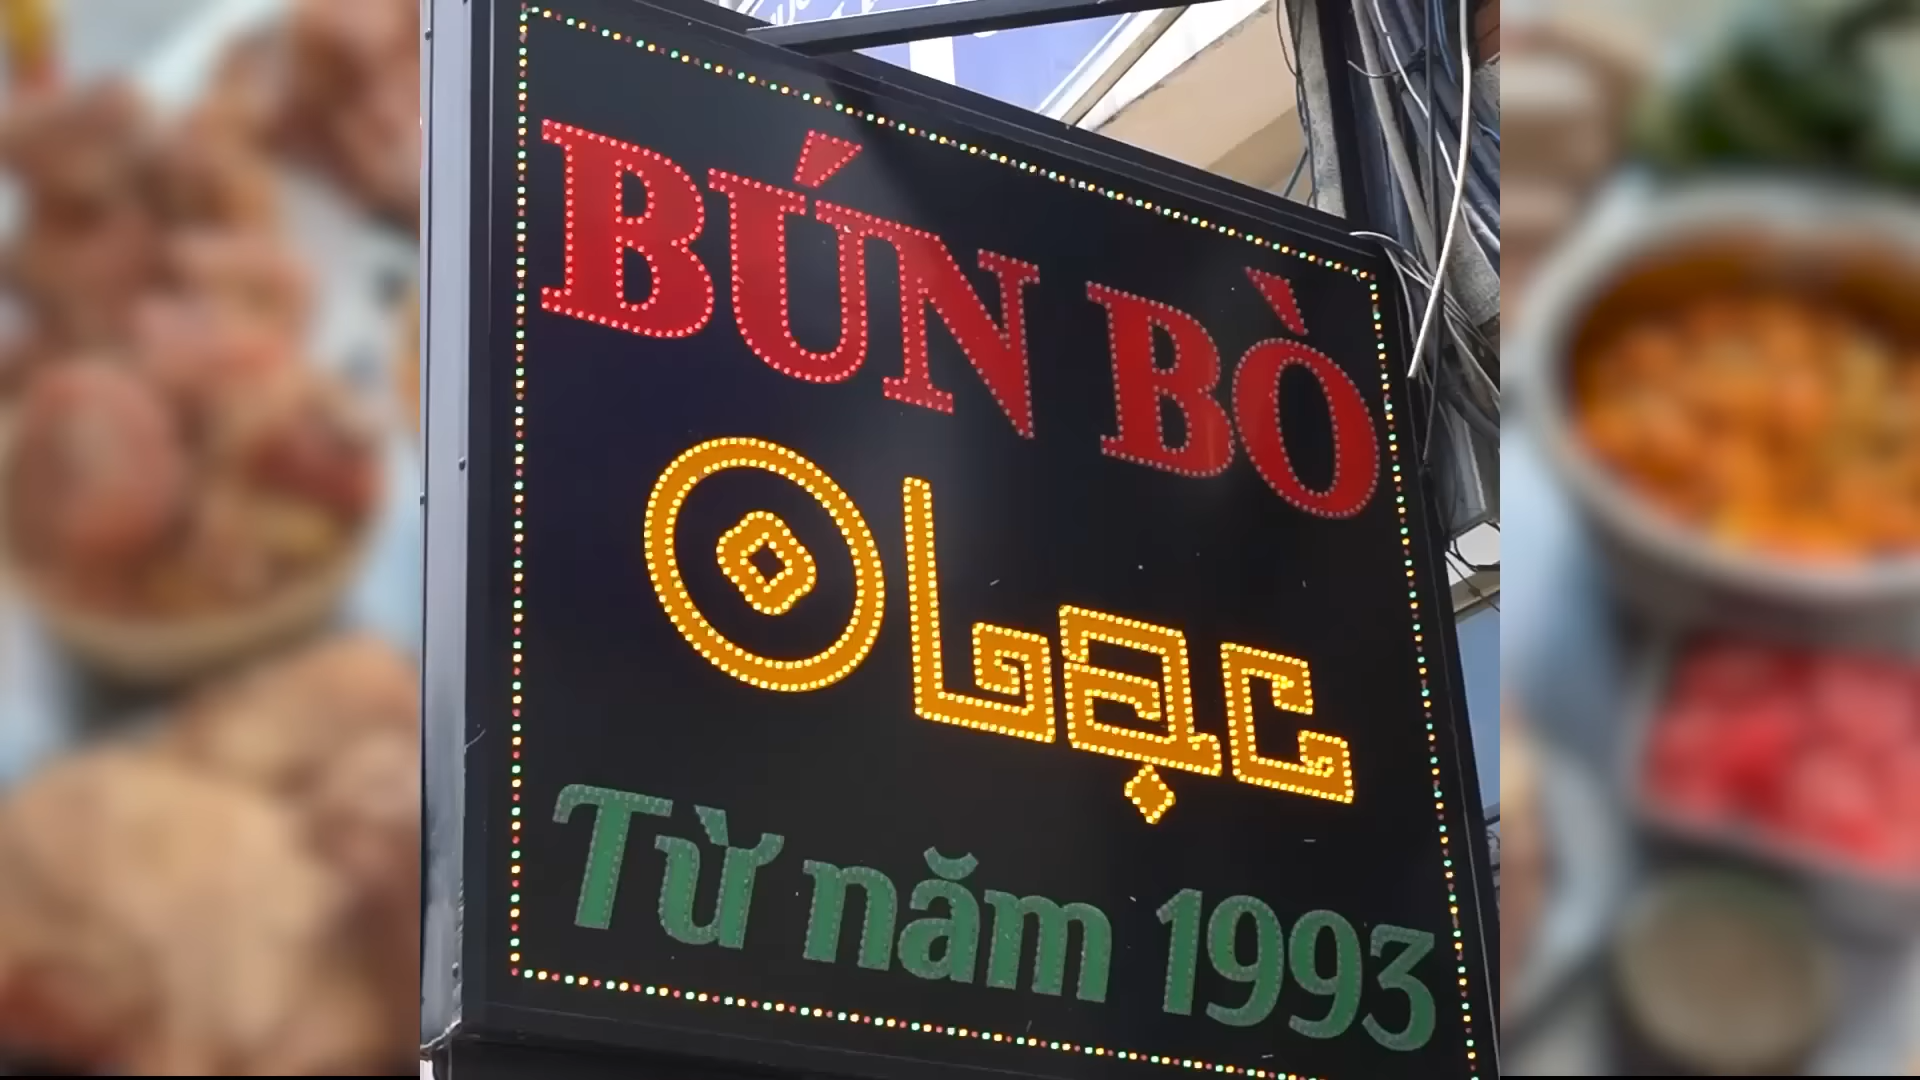 BÚN BÒ
O Lạc
Từ năm 1993